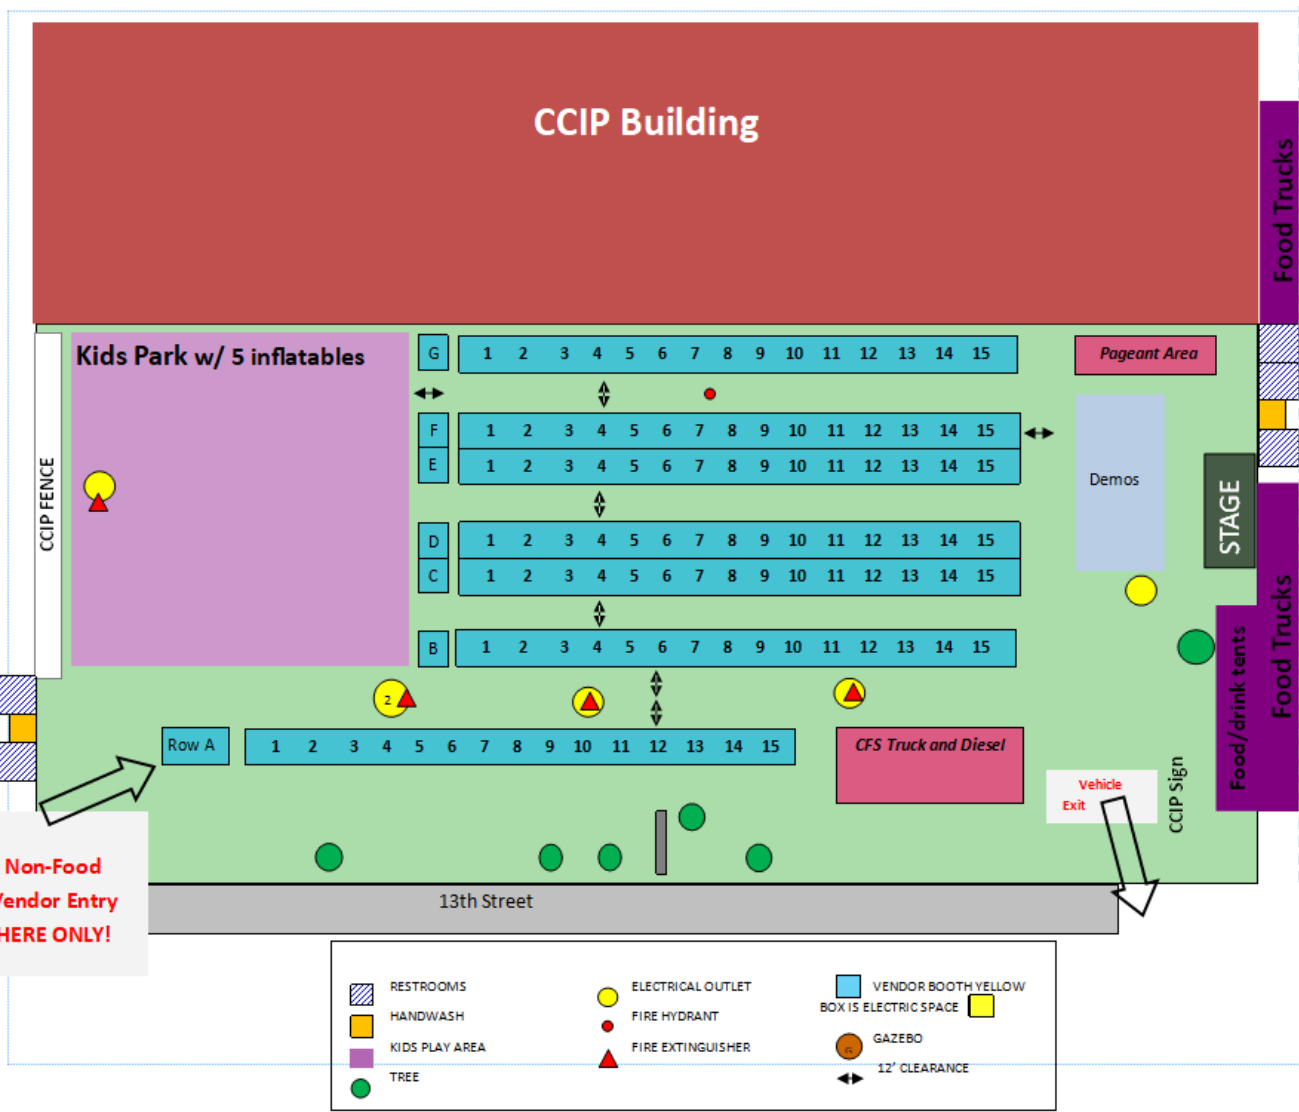 CCIP Building
Food Trucks
Kids Park w/ 5 inflatables
G 1 2 3 4 5 6 7 8 9 10 11 12 13 14 15
Pageant Area
F 1 2 3 4 5 6 7 8 9 10 11 12 13 14 15
E 1 2 3 4 5 6 7 8 9 10 11 12 13 14 15
CCIP FENCE
Demos
STAGE
D 1 2 3 4 5 6 7 8 9 10 11 12 13 14 15
C 1 2 3 4 5 6 7 8 9 10 11 12 13 14 15
B 1 2 3 4 5 6 7 8 9 10 11 12 13 14 15
Food/drink tents
Food Trucks
2
Row A 1 2 3 4 5 6 7 8 9 10 11 12 13 14 15
CFS Truck and Diesel
Vehicle
Exit
CCIP Sign
Non-Food
Vendor Entry
HERE ONLY!
13th Street
RESTROOMS
HANDWASH
KIDS PLAY AREA
TREE
ELECTRICAL OUTLET
FIRE HYDRANT
FIRE EXTINGUISHER
VENDOR BOOTH YELLOW
BOX IS ELECTRIC SPACE
G
GAZEBO
12' CLEARANCE